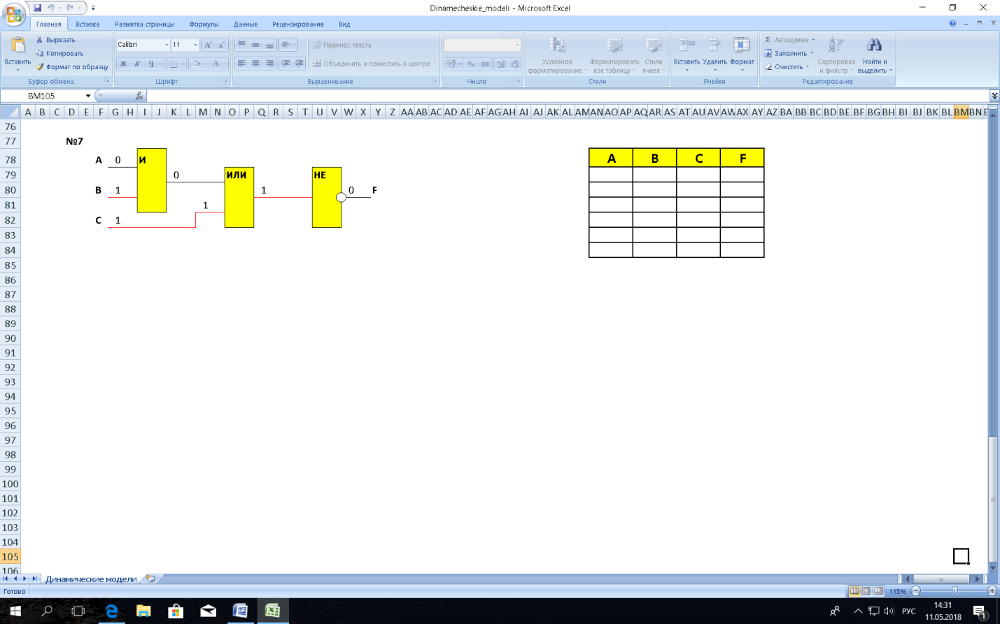 Dinamecheskie_modeli - Microsoft Excel
Главная Вставка Разметка страницы Формулы Данные Рецензирование Вид
Вставить
Вырезать
Копировать
Формат по образцу
Буфер обмена
Calibri 11
Ж К Ч
Шрифт
Перенос текста
Объединить и поместить в центре
Выравнивание
% 000
Число
Условное форматирование
Форматировать как таблицу
Стили ячеек
Стили
Вставить Удалить Формат
Ячейки
Σ Автосумма
Заполнить
Очистить
Сортировка и фильтр
Найти и выделить
Редактирование
BM105 fx
A B C D E F G H I J K L M N O P Q R S T U V W X Y Z AA AB AC AD AE AF AG AH AI AJ AK AL AM AN AO AP AQ AR AS AT AU AV AW AX AY AZ BA BB BC BD BE BF BG BH BI BJ BK BL BM BN
76
77 №7
78 A 0 И A B C F
79 0 ИЛИ НЕ
80 B 1 1 0 F
81 1
82 C 1
83
84
85
86
87
88
89
90
91
92
93
94
95
96
97
98
99
100
101
102
103
104
105
106
Динамические модели
Готово 115%
РУС 14:31
11.05.2018 1